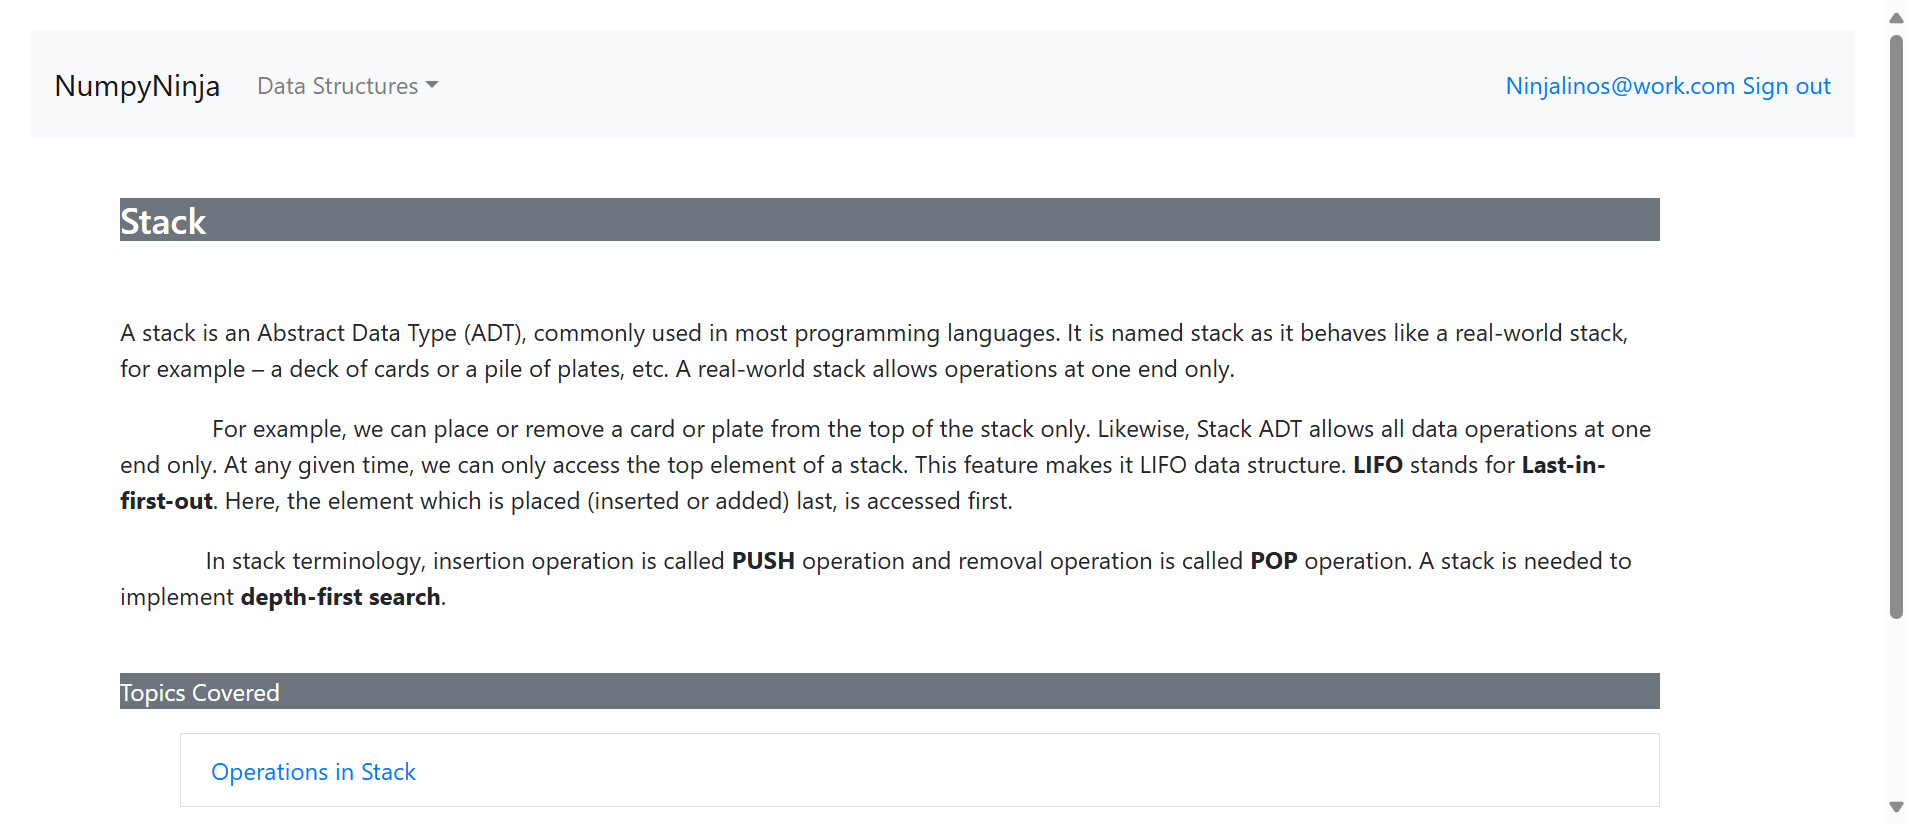 NumpyNinja Data Structures Ninjalinos@work.com Sign out
Stack
A stack is an Abstract Data Type (ADT), commonly used in most programming languages. It is named stack as it behaves like a real-world stack,
for example – a deck of cards or a pile of plates, etc. A real-world stack allows operations at one end only.
For example, we can place or remove a card or plate from the top of the stack only. Likewise, Stack ADT allows all data operations at one
end only. At any given time, we can only access the top element of a stack. This feature makes it LIFO data structure. LIFO stands for Last-in-
first-out. Here, the element which is placed (inserted or added) last, is accessed first.
In stack terminology, insertion operation is called PUSH operation and removal operation is called POP operation. A stack is needed to
implement depth-first search.
Topics Covered
Operations in Stack